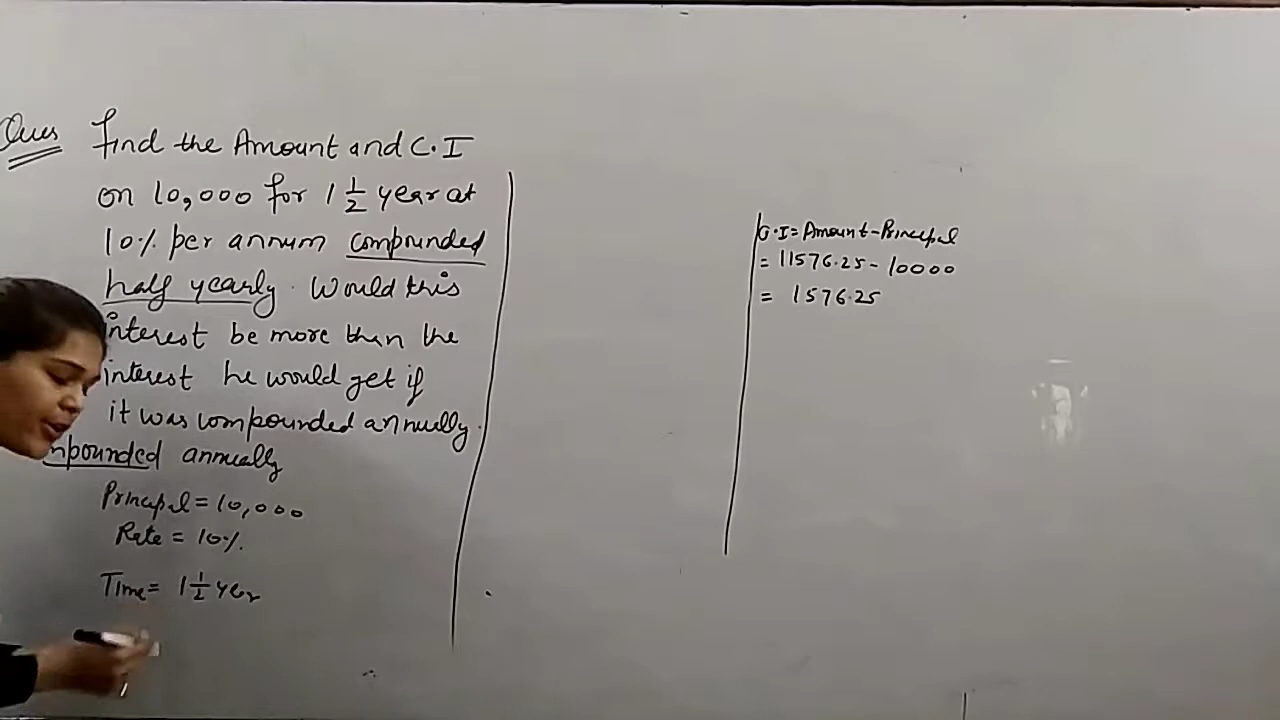 Ques Find the Amount and C.I
on 10,000 for 1 1/2 year at
10% per annum compounded
half yearly. Would this
interest be more than the
interest he would get if
it was compounded annually.
annually
Principal = 10,000
Rate = 10%.
Time = 1 1/2 year
C.I = Amount - Principal
= 11576.25 - 10000
= 1576.25